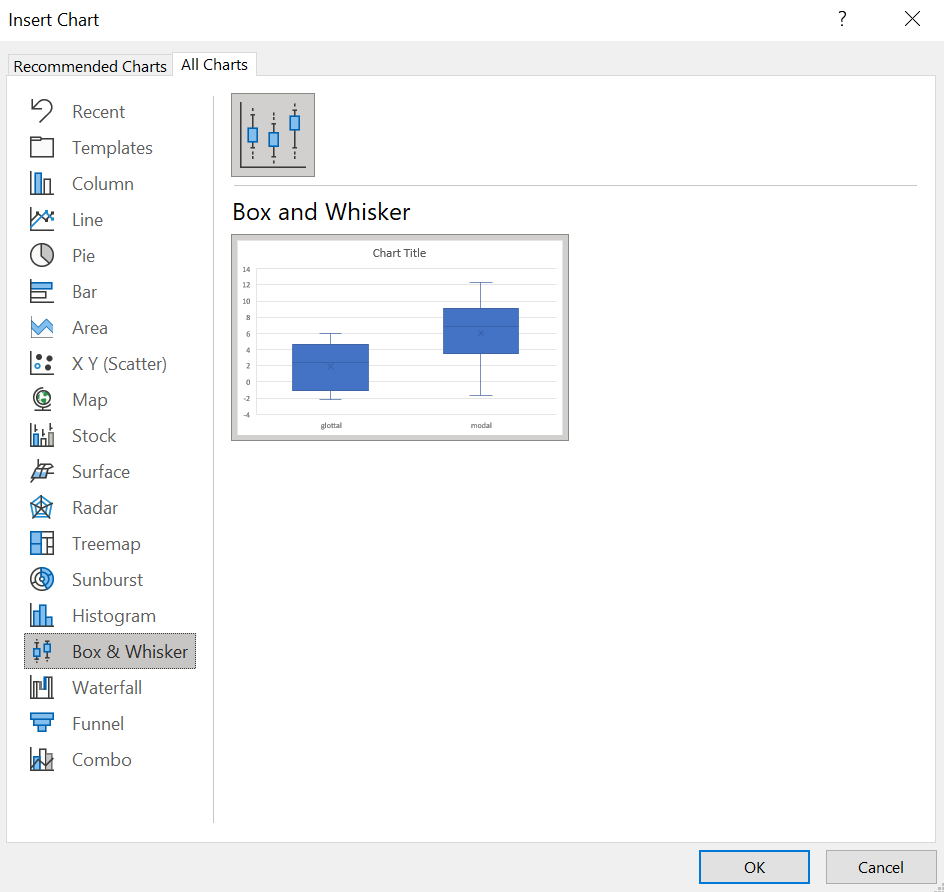 Insert Chart
?
Recommended Charts
All Charts
Recent
Templates
Column
Line
Pie
Bar
Area
X Y (Scatter)
Map
Stock
Surface
Radar
Treemap
Sunburst
Histogram
Box & Whisker
Waterfall
Funnel
Combo
Box and Whisker
Chart Title
14
12
10
8
6
4
2
0
-2
-4
glottal
modal
OK
Cancel